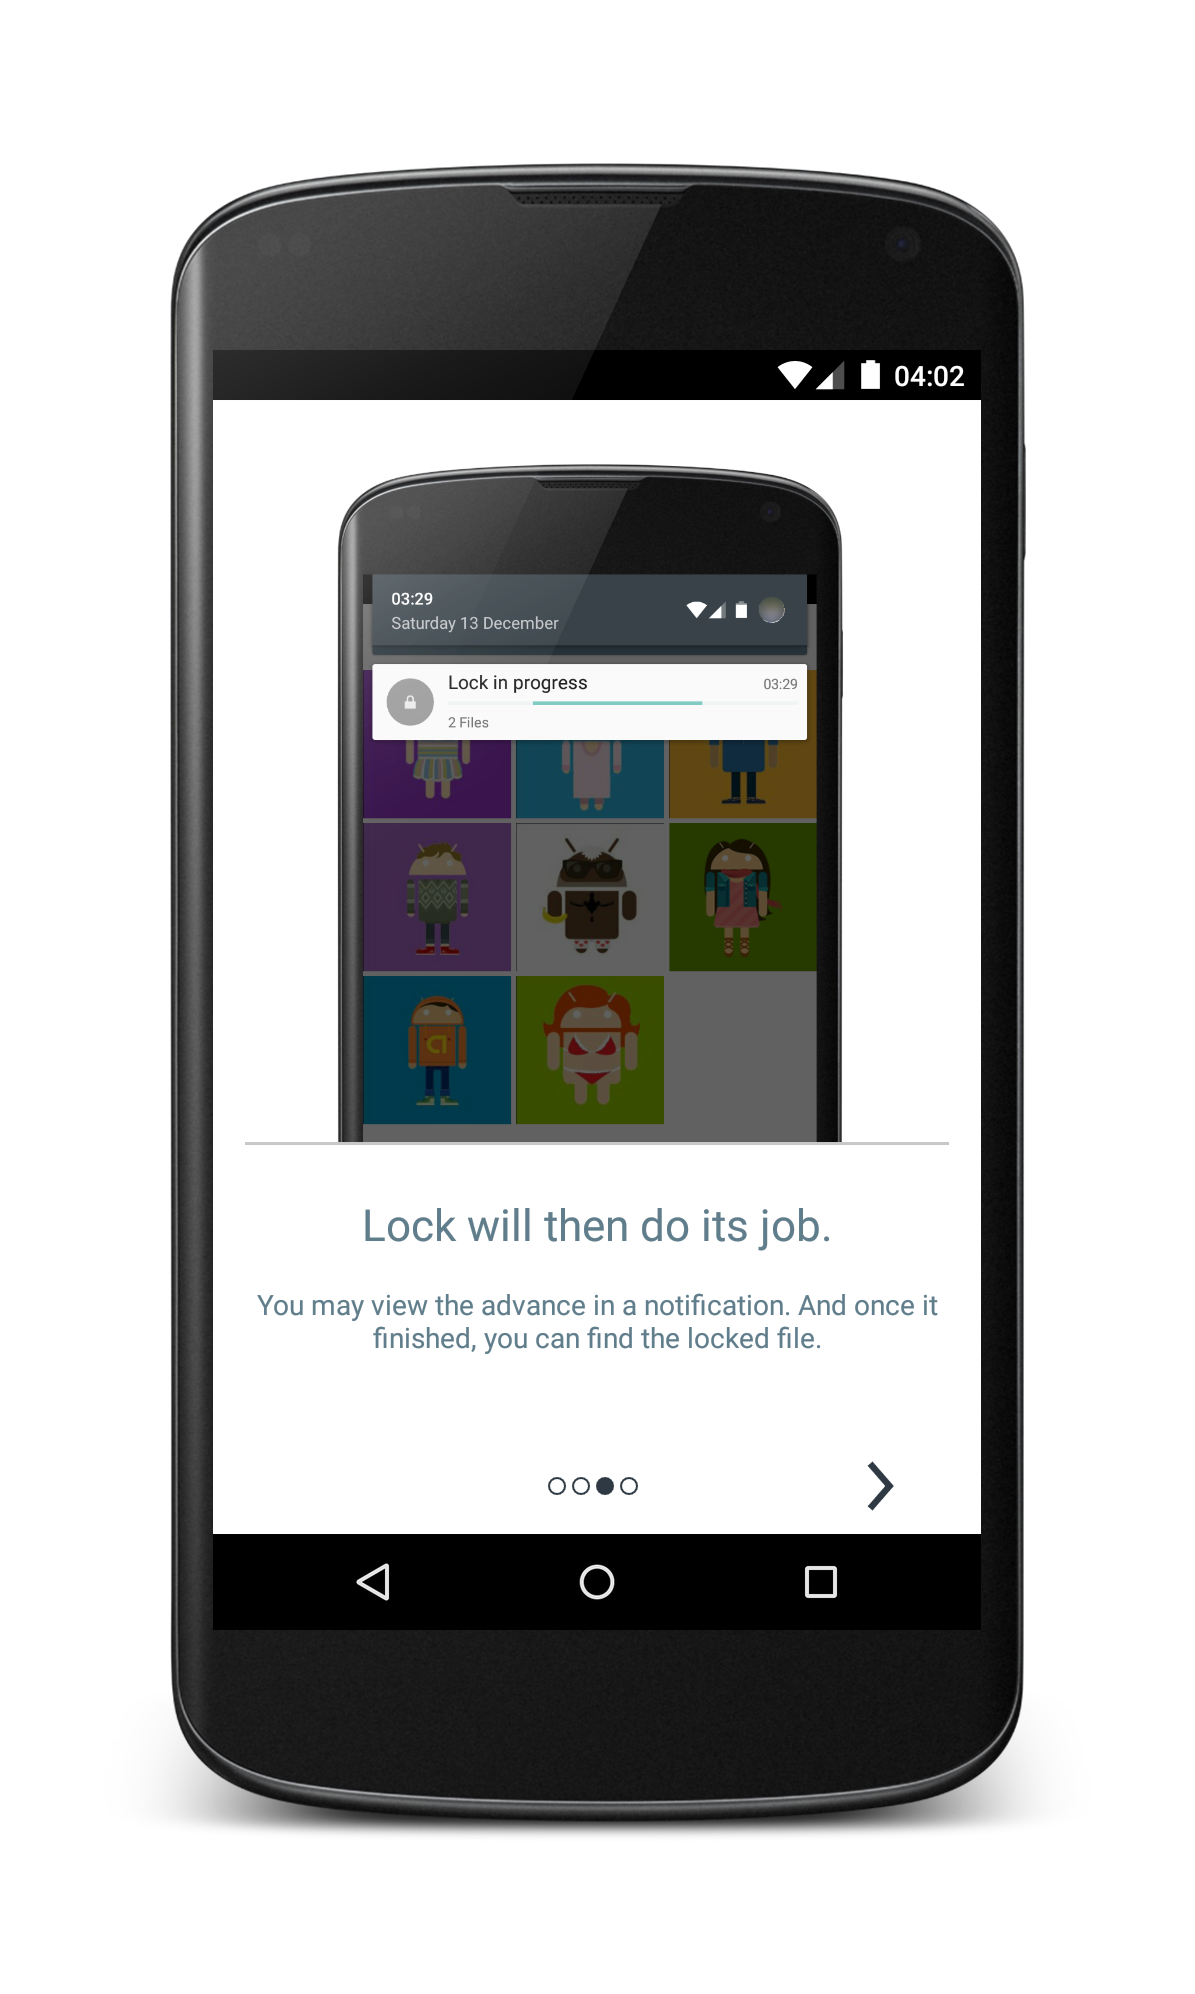 04:02
03:29
Saturday 13 December
Lock in progress
03:29
2 Files
Lock will then do its job.
You may view the advance in a notification. And once it
finished, you can find the locked file.